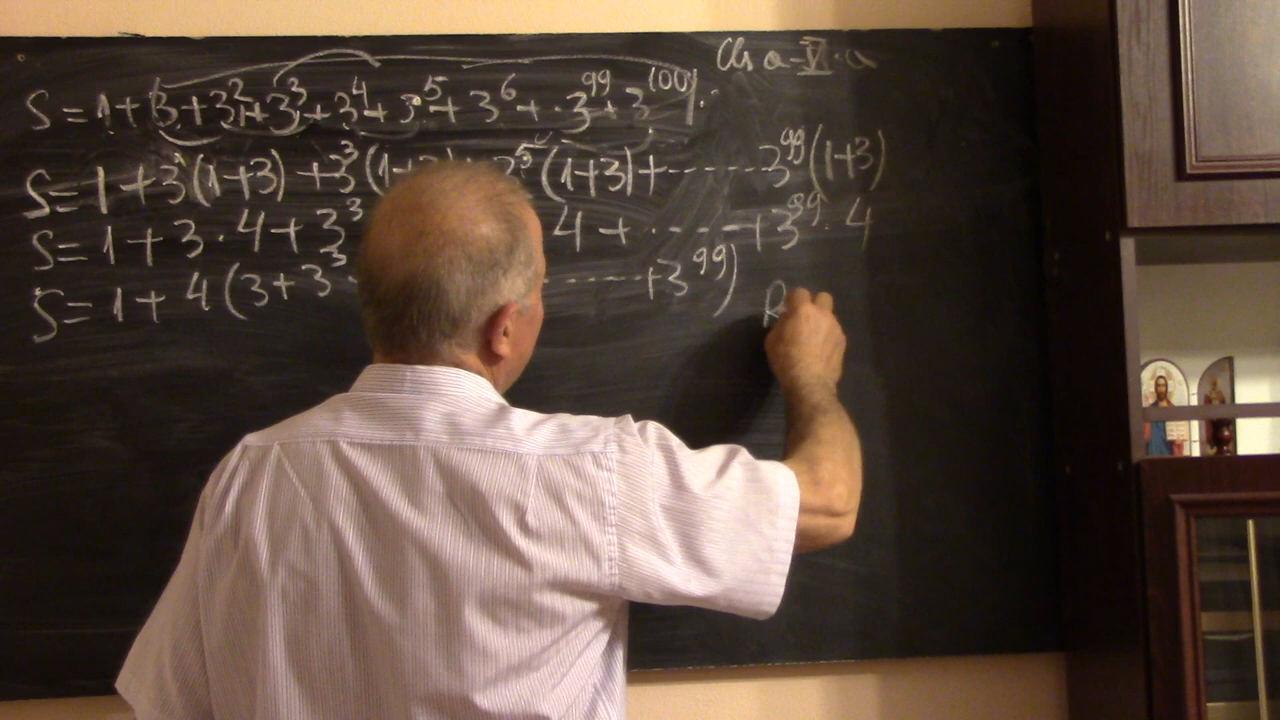 Cls a-VI-a
S = 1 + (3 + 3² + 3³ + 3⁴ + 3⁵ + 3⁶ + ·· 3⁹⁹ + 3¹⁰⁰).
S = 1 + 3 (1+3) + 3³ (1+ 3⁵ (1+3) + ------- 3⁹⁹ (1+3)
S = 1 + 3 · 4 + 3³ 4 + ------ + 3⁹⁹ · 4
S = 1 + 4 (3 + 3³ ------- + 3⁹⁹) R